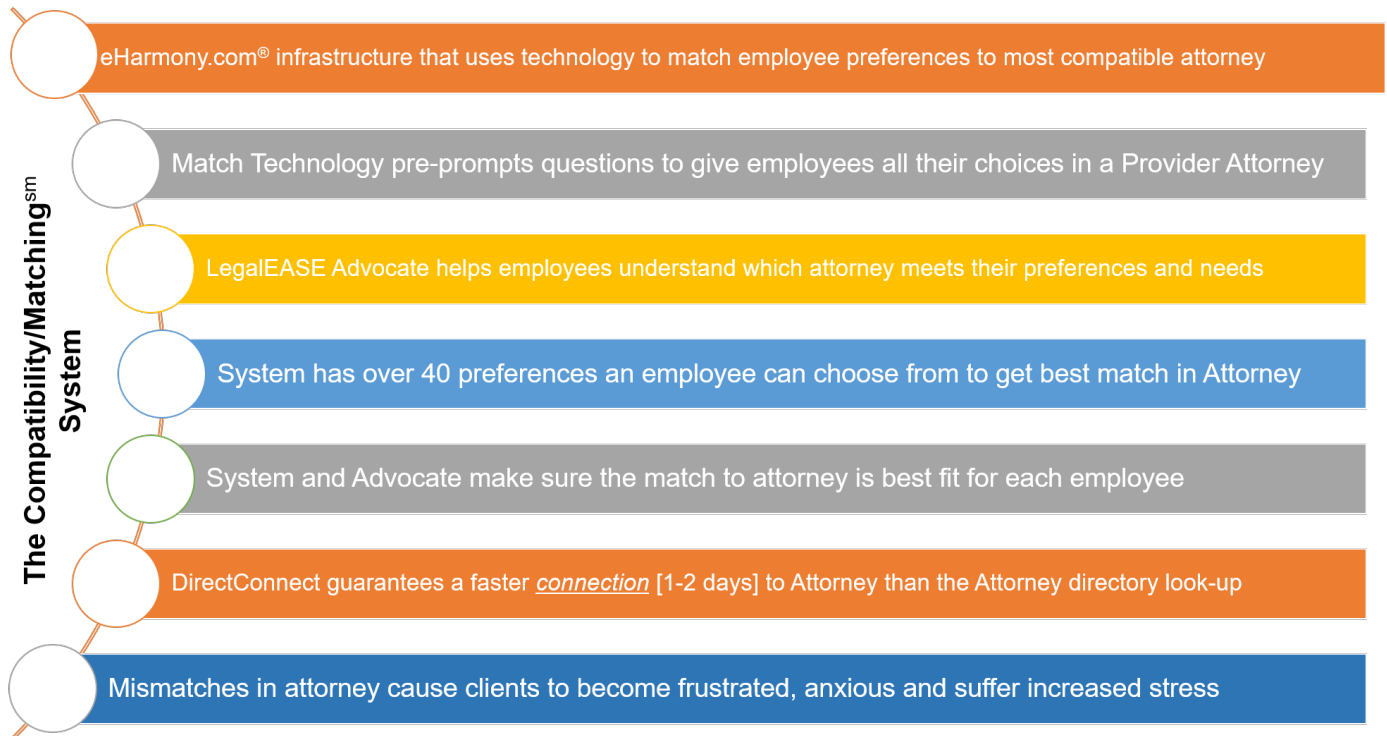 The Compatibility/Matching℠
System
eHarmony.com® infrastructure that uses technology to match employee preferences to most compatible attorney
Match Technology pre-prompts questions to give employees all their choices in a Provider Attorney
LegalEASE Advocate helps employees understand which attorney meets their preferences and needs
System has over 40 preferences an employee can choose from to get best match in Attorney
System and Advocate make sure the match to attorney is best fit for each employee
DirectConnect guarantees a faster connection [1-2 days] to Attorney than the Attorney directory look-up
Mismatches in attorney cause clients to become frustrated, anxious and suffer increased stress